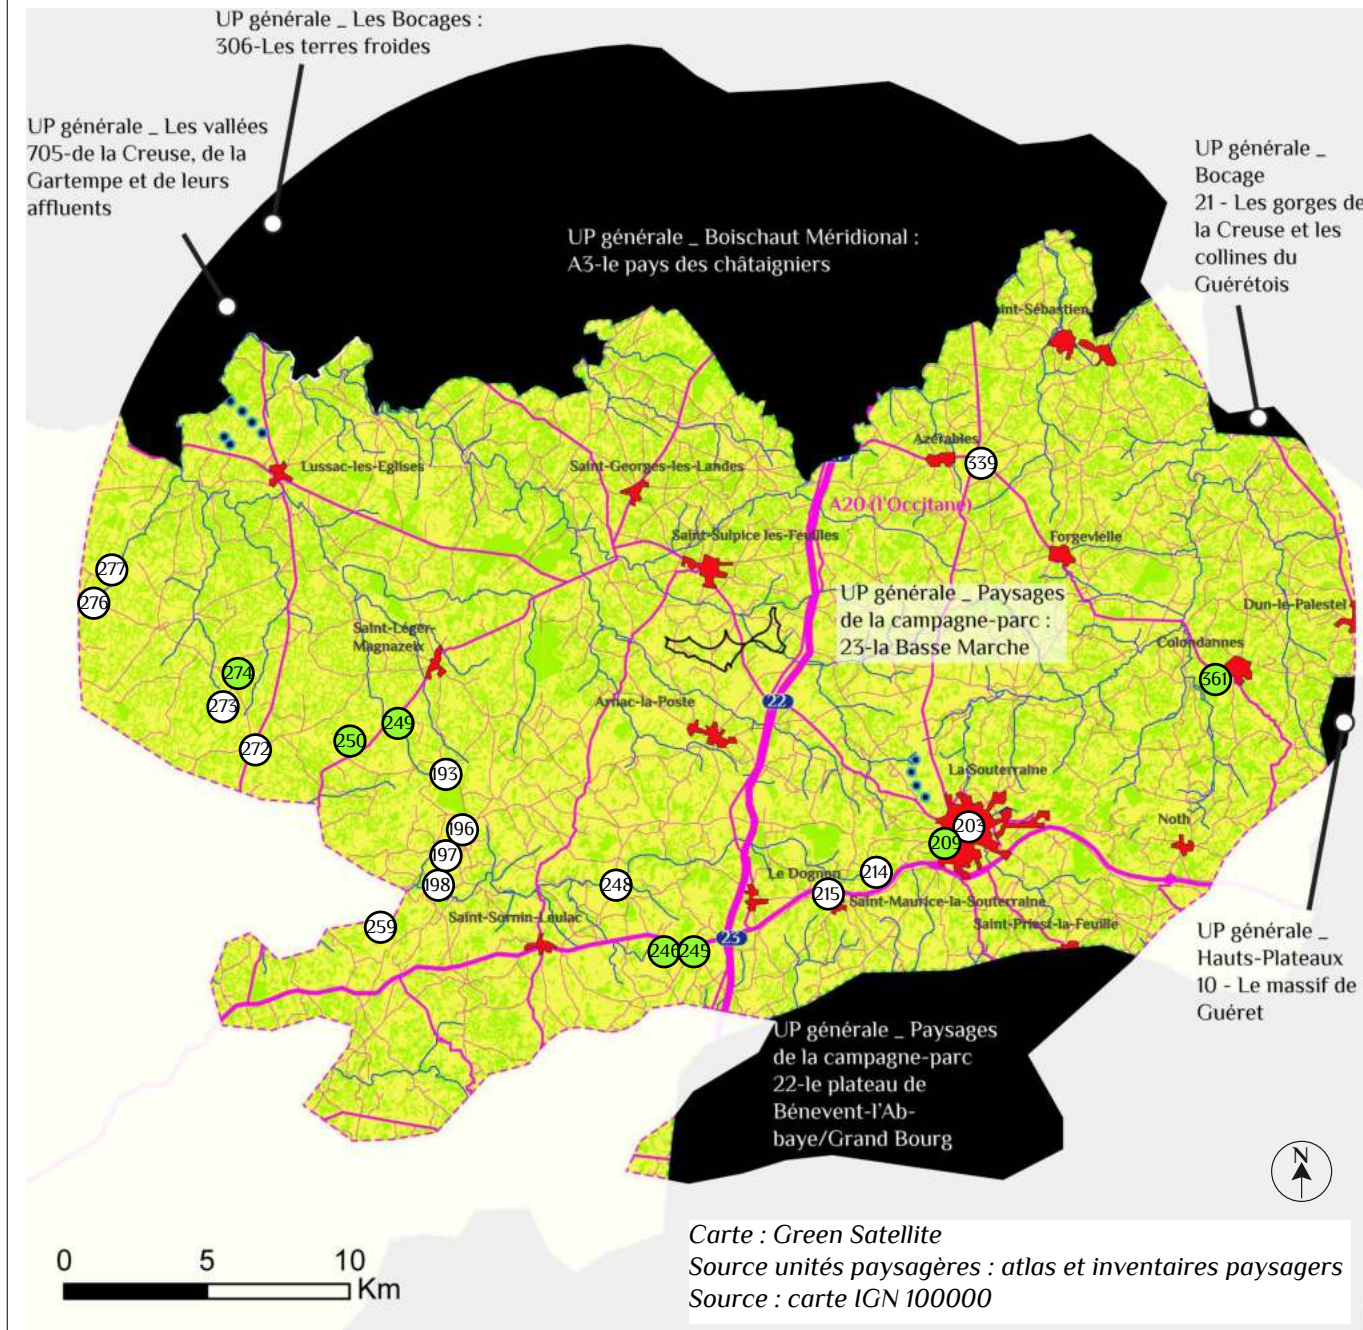 UP générale _ Les Bocages :
306-Les terres froides
UP générale _ Les vallées
705-de la Creuse, de la
Gartempe et de leurs
affluents
UP générale _
Bocage
21 - Les gorges de
la Creuse et les
collines du
Guérétois
UP générale _ Boischaut Méridional :
A3-le pays des châtaigniers
int-Sébastien
Azérables
339
Lussac-les-Eglises
Saint-Georges-les-Landes
A20 (l'Occitane)
Saint-Sulpice les-Feuilles
Forgevielle
277
276
UP générale _ Paysages
de la campagne-parc :
23-la Basse Marche
Dun-le-Palestel
Saint-Léger-
Magnazeix
Colondannes
274
361
273
Arnac-la-Poste
22
249
250
272
193
La Souterraine
196
203
209
Noth
197
198
248
Le Dognon
214
215
Saint-Maurice-la-Souterraine
Saint-Sornin-Leulac
259
Saint-Priest-la-Feuille
23
246
245
UP générale _
Hauts-Plateaux
10 - Le massif de
Guéret
UP générale _ Paysages
de la campagne-parc
22-le plateau de
Bénevent-l'Ab-
baye/Grand Bourg
N
0 5 10
Km
Carte : Green Satellite
Source unités paysagères : atlas et inventaires paysagers
Source : carte IGN 100000